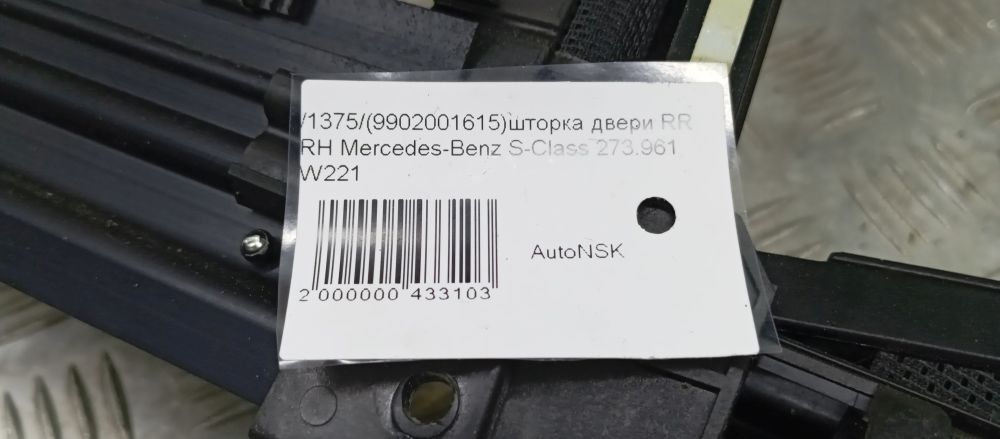 /1375/(9902001615)шторка двери RR
RH Mercedes-Benz S-Class 273.961
W221
AutoNSK
2 000000 433103